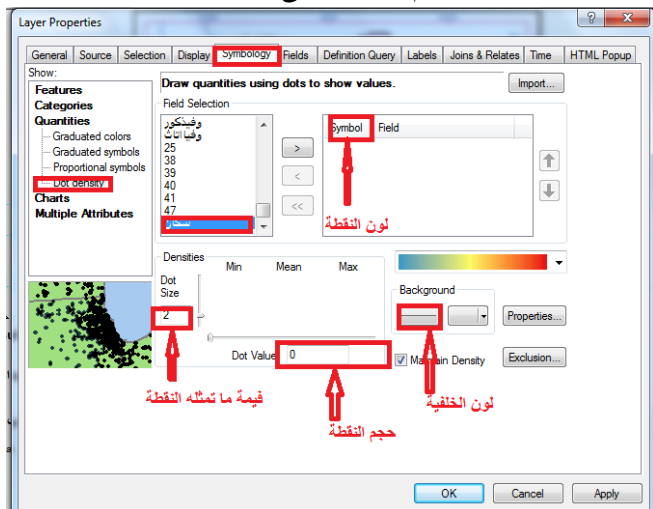 Layer Properties
General Source Selection Display Symbology Fields Definition Query Labels Joins & Relates Time HTML Popup
Show:
Features
Categories
Quantities
Graduated colors
Graduated symbols
Proportional symbols
Dot density
Charts
Multiple Attributes
Draw quantities using dots to show values.
Import...
Field Selection
وفيذكور
وفيااناث
25
38
39
40
41
47
سكان
>
<
<<
Symbol Field
لون النقطة
Densities
Min Mean Max
Dot
Size
2
Dot Value 0
Background
Properties...
Maintain Density
Exclusion...
قيمة ما تمثله النقطة
حجم النقطة
لون الخلفية
OK Cancel Apply